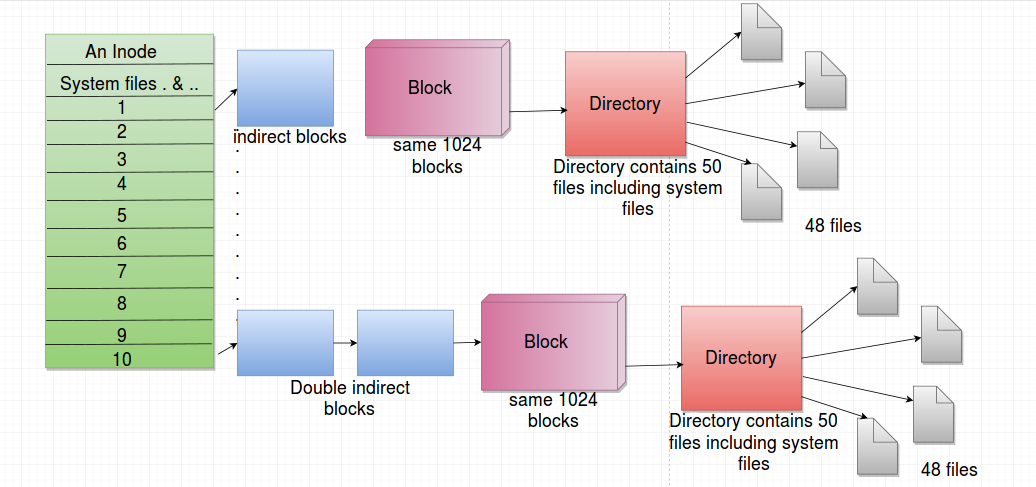 An Inode
System files . & ..
1
2
3
4
5
6
7
8
9
10
indirect blocks
Block
same 1024
blocks
Directory
Directory contains 50
files including system
files
48 files
Double indirect
blocks
Block
same 1024
blocks
Directory
Directory contains 50
files including system
files
48 files